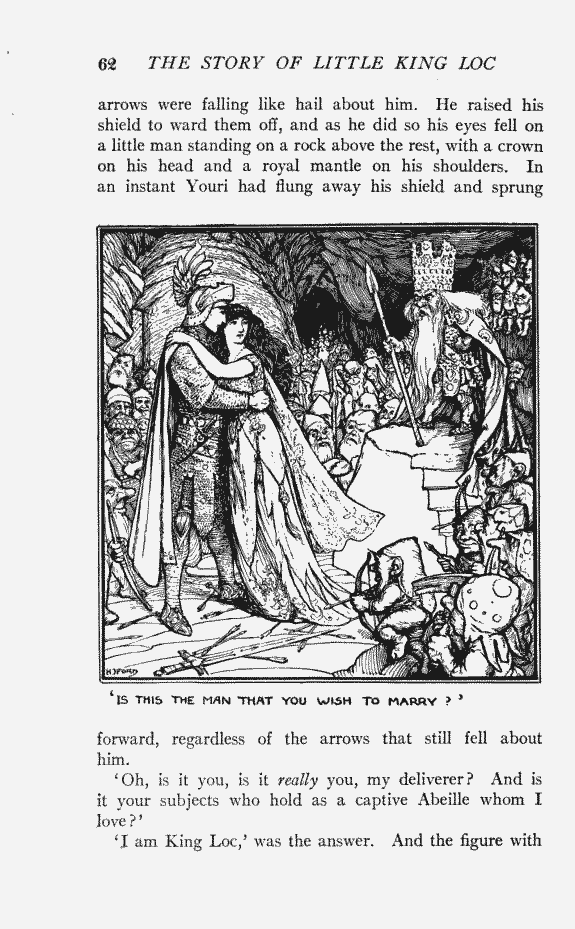 62 THE STORY OF LITTLE KING LOC
arrows were falling like hail about him. He raised his
shield to ward them off, and as he did so his eyes fell on
a little man standing on a rock above the rest, with a crown
on his head and a royal mantle on his shoulders. In
an instant Youri had flung away his shield and sprung
H·J·FORD
'IS THIS THE MAN THAT YOU WISH TO MARRY ? '
forward, regardless of the arrows that still fell about
him.
'Oh, is it you, is it really you, my deliverer? And is
it your subjects who hold as a captive Abeille whom I
love?'
'I am King Loc,' was the answer. And the figure with